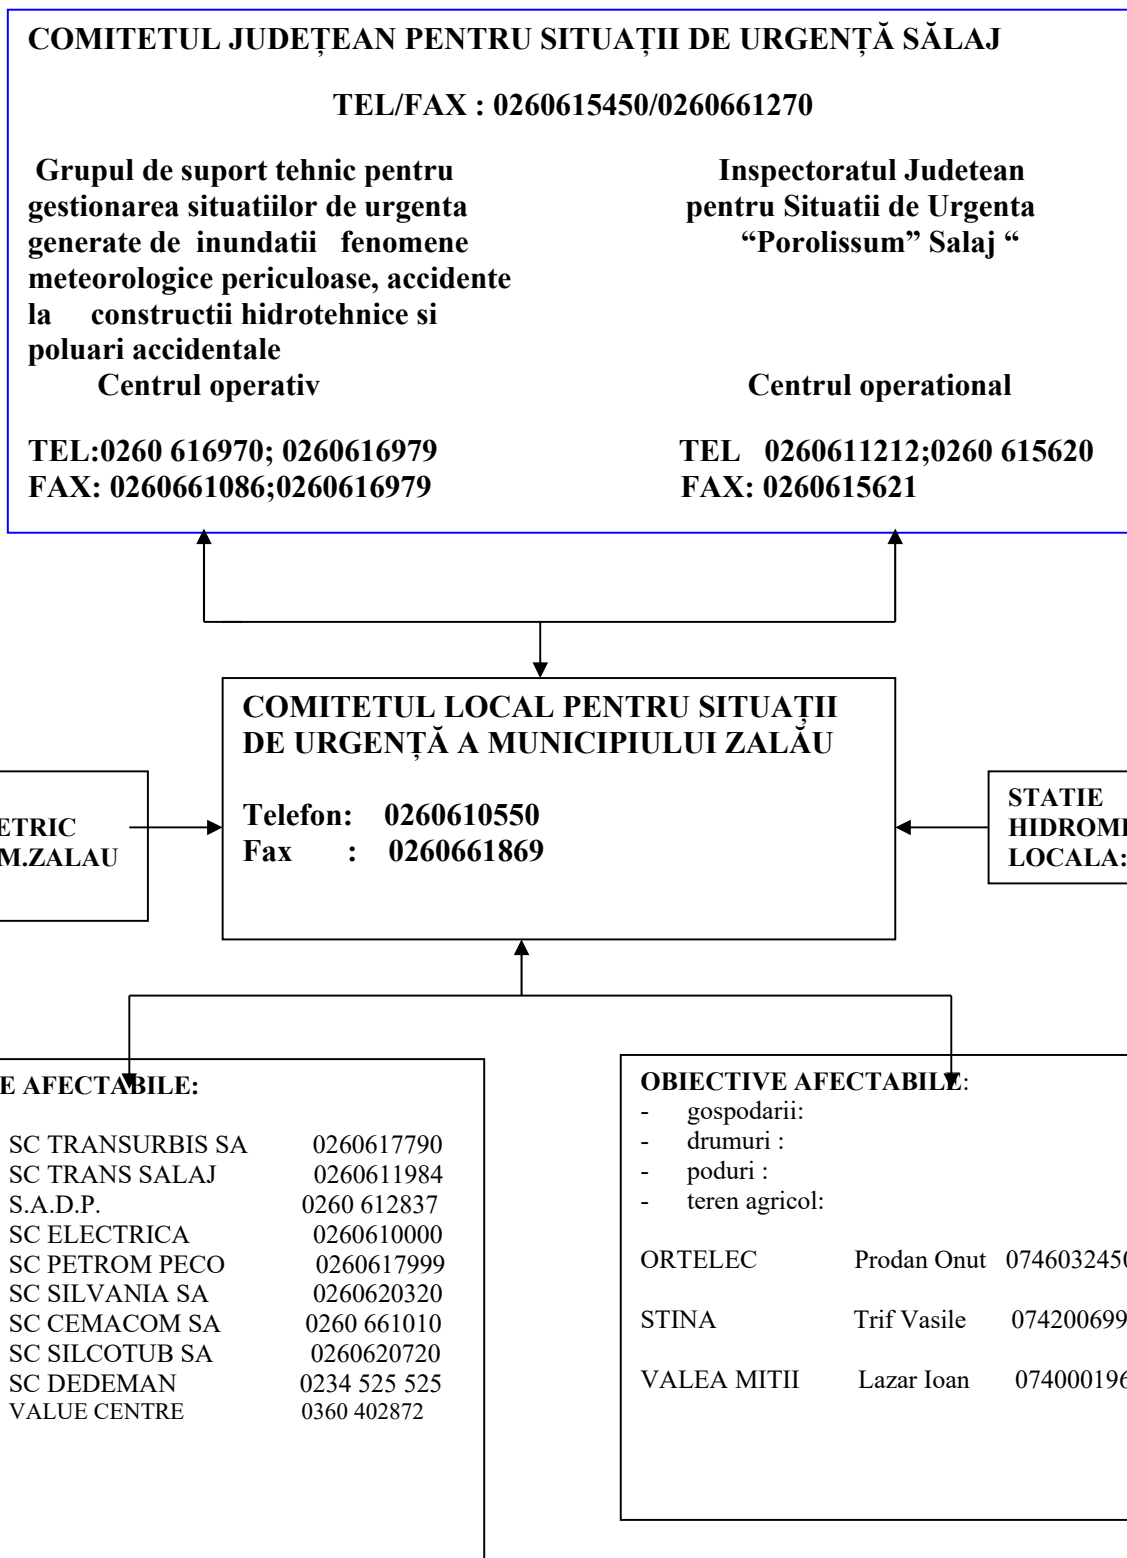 COMITETUL JUDEȚEAN PENTRU SITUAȚII DE URGENȚĂ SĂLAJ
TEL/FAX : 0260615450/0260661270
Grupul de suport tehnic pentru
gestionarea situatiilor de urgenta
generate de inundatii fenomene
meteorologice periculoase, accidente
la constructii hidrotehnice si
poluari accidentale
Centrul operativ
TEL:0260 616970; 0260616979
FAX: 0260661086;0260616979
Inspectoratul Judetean
pentru Situatii de Urgenta
“Porolissum” Salaj “
Centrul operational
TEL 0260611212;0260 615620
FAX: 0260615621
COMITETUL LOCAL PENTRU SITUAȚII
DE URGENȚĂ A MUNICIPIULUI ZALĂU
Telefon: 0260610550
Fax : 0260661869
ETRIC
M.ZALAU
STATIE
HIDROM
LOCALA:
E AFECTABILE:
SC TRANSURBIS SA 0260617790
SC TRANS SALAJ 0260611984
S.A.D.P. 0260 612837
SC ELECTRICA 0260610000
SC PETROM PECO 0260617999
SC SILVANIA SA 0260620320
SC CEMACOM SA 0260 661010
SC SILCOTUB SA 0260620720
SC DEDEMAN 0234 525 525
VALUE CENTRE 0360 402872
OBIECTIVE AFECTABILE:
- gospodarii:
- drumuri :
- poduri :
- teren agricol:
ORTELEC Prodan Onut 0746032450
STINA Trif Vasile 074200699
VALEA MITII Lazar Ioan 074000196